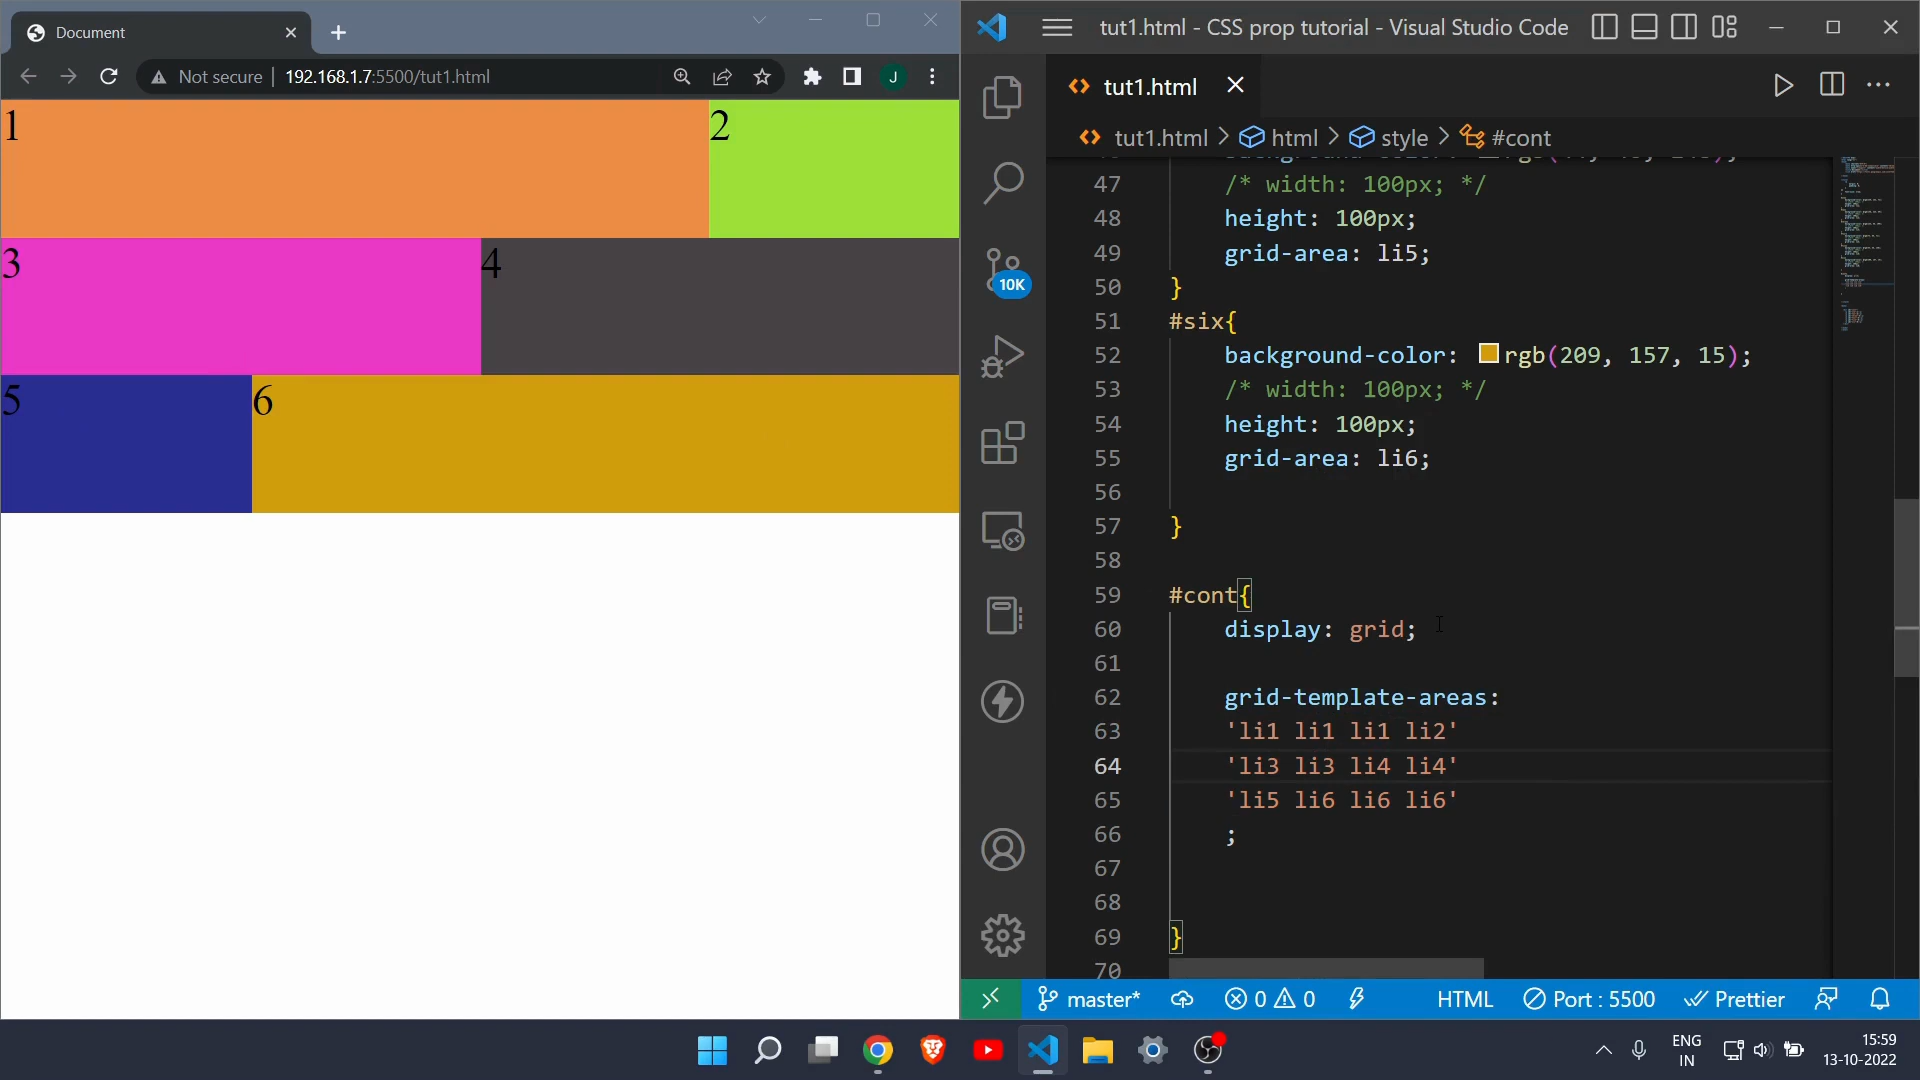 Document
Not secure
192.168.1.7:5500/tut1.html
J
1
2
3
4
5
6
tut1.html - CSS prop tutorial - Visual Studio Code
tut1.html
tut1.html > html > style > #cont
10K
47 /* width: 100px; */
48 height: 100px;
49 grid-area: li5;
50 }
51 #six{
52 background-color: rgb(209, 157, 15);
53 /* width: 100px; */
54 height: 100px;
55 grid-area: li6;
56
57 }
58
59 #cont{
60 display: grid;
61
62 grid-template-areas:
63 'li1 li1 li1 li2'
64 'li3 li3 li4 li4'
65 'li5 li6 li6 li6'
66 ;
67
68
69 }
70
master*
0 0
HTML
Port : 5500
Prettier
ENG
IN
15:59
13-10-2022